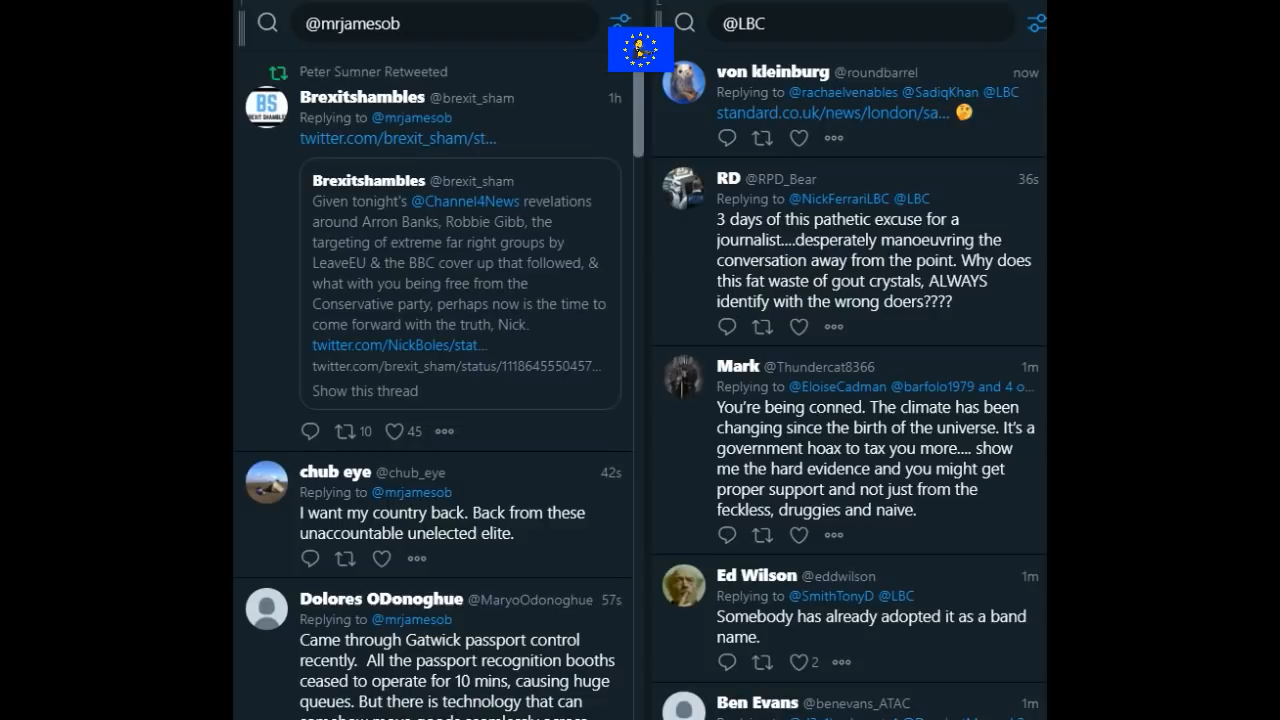 @mrjamesob
Peter Sumner Retweeted
BS
Brexitshambles @brexit_sham 1h
Replying to @mrjamesob
twitter.com/brexit_sham/st...
Brexitshambles @brexit_sham
Given tonight's @Channel4News revelations
around Arron Banks, Robbie Gibb, the
targeting of extreme far right groups by
LeaveEU & the BBC cover up that followed, &
what with you being free from the
Conservative party, perhaps now is the time to
come forward with the truth, Nick.
twitter.com/NickBoles/stat...
twitter.com/brexit_sham/status/1118645550457...
Show this thread
10 45
chub eye @chub_eye 42s
Replying to @mrjamesob
I want my country back. Back from these
unaccountable unelected elite.
Dolores ODonoghue @MaryoOdonoghue 57s
Replying to @mrjamesob
Came through Gatwick passport control
recently. All the passport recognition booths
ceased to operate for 10 mins, causing huge
queues. But there is technology that can
@LBC
von kleinburg @roundbarrel now
Replying to @rachaelvenables @SadiqKhan @LBC
standard.co.uk/news/london/sa... 🤔
RD @RPD_Bear 36s
Replying to @NickFerrariLBC @LBC
3 days of this pathetic excuse for a
journalist....desperately manoeuvring the
conversation away from the point. Why does
this fat waste of gout crystals, ALWAYS
identify with the wrong doers????
Mark @Thundercat8366 1m
Replying to @EloiseCadman @barfolo1979 and 4 o...
You're being conned. The climate has been
changing since the birth of the universe. It's a
government hoax to tax you more.... show
me the hard evidence and you might get
proper support and not just from the
feckless, druggies and naive.
Ed Wilson @eddwilson 1m
Replying to @SmithTonyD @LBC
Somebody has already adopted it as a band
name.
2
Ben Evans @benevans_ATAC 1m